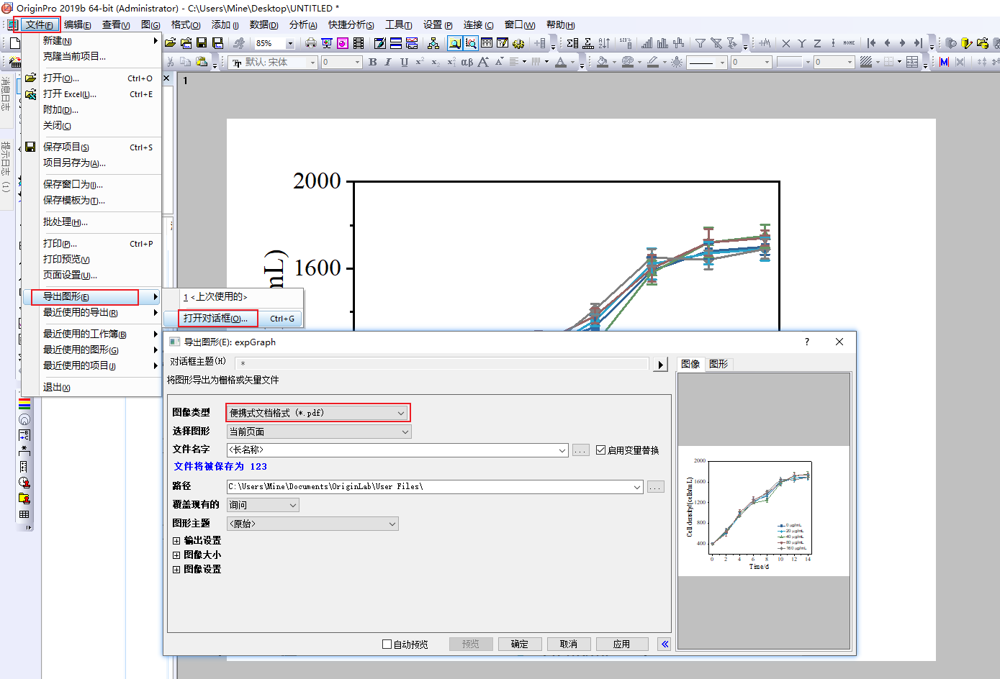 OriginPro 2019b 64-bit (Administrator) - C:\Users\Mine\Desktop\UNTITLED *
文件(F) 编辑(E) 查看(V) 图(G) 格式(O) 添加 (I) 数据(D) 分析(A) 快捷分析(S) 工具(T) 设置 (P) 连接 (C) 窗口(W) 帮助(H)
85%
HOME
B I U αβ A A A
默认: 宋体
0
0
0
M
消息日志
提示日志 (1)
新建(N)
克隆当前项目...
打开(O)... Ctrl+O
打开 Excel(L)... Ctrl+E
附加(D)...
关闭(C)
保存项目(S) Ctrl+S
项目另存为(A)...
保存窗口为(I)...
保存模板为(T)...
批处理(H)...
打印(P)... Ctrl+P
打印预览(V)
页面设置(U)...
导出图形(E)
最近使用的导出(R)
最近使用的工作簿(B)
最近使用的图形(G)
最近使用的项目(J)
退出(X)
1 <上次使用的>
打开对话框(O)... Ctrl+G
1
2000
1600
mL)
导出图形(E): expGraph
?
对话框主题(H) *
将图形导出为栅格或矢量文件
图像类型 便携式文档格式 (*.pdf)
选择图形 当前页面
文件名字 <长名称> ... 启用变量替换
文件将被保存为 123
路径 C:\Users\Mine\Documents\OriginLab\User Files\ ...
覆盖现有的 询问
图形主题 <原始>
输出设置
图像大小
图像设置
自动预览 预览 确定 取消 应用
图像 图形
2000
1600
1200
800
400
0 2 4 6 8 10 12 14
Cell density/(cells/mL)
Time/d
0 μg/mL
20 μg/mL
40 μg/mL
80 μg/mL
160 μg/mL